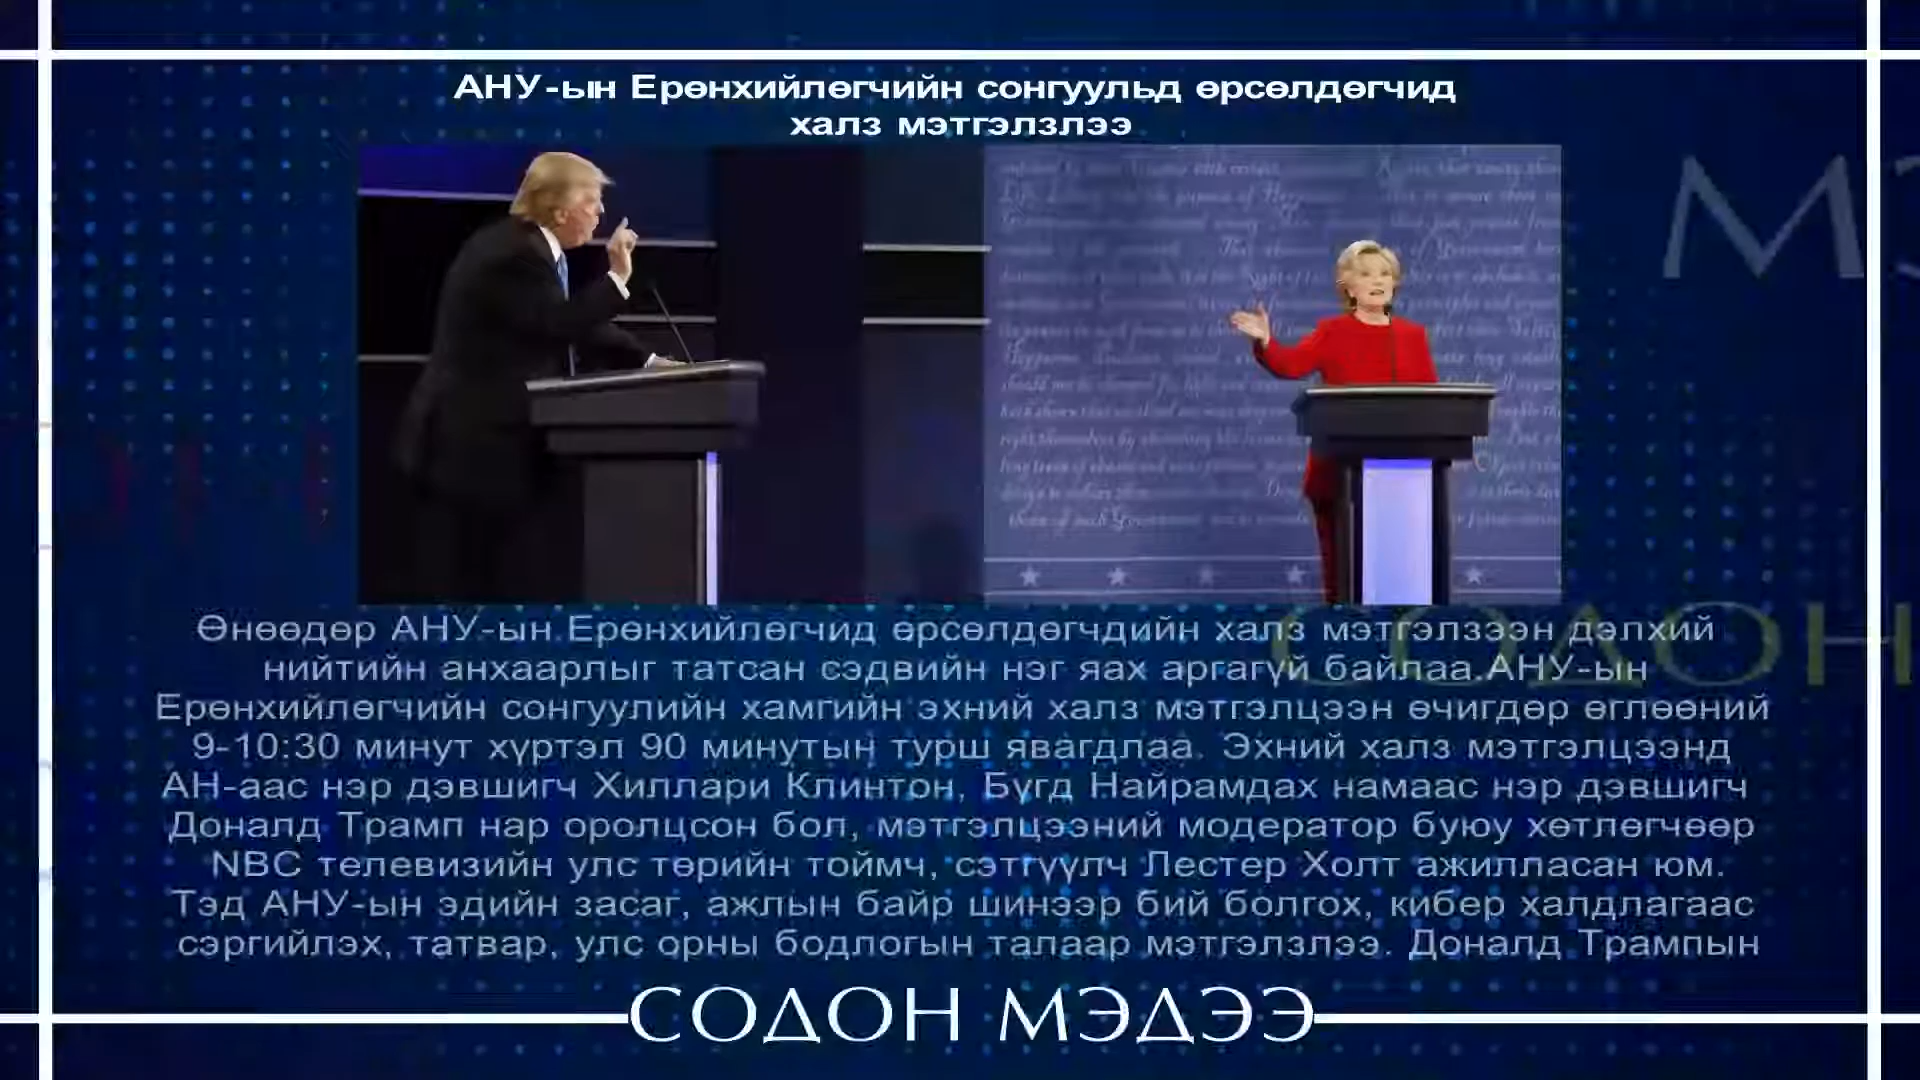 АНУ-ын Ерөнхийлөгчийн сонгуульд өрсөлдөгчид
халз мэтгэлзлээ
МЭ
СОДОН
Өнөөдөр АНУ-ын Ерөнхийлөгчид өрсөлдөгчдийн халз мэтгэлзээн дэлхий
нийтийн анхаарлыг татсан сэдвийн нэг яах аргагүй байлаа.АНУ-ын
Ерөнхийлөгчийн сонгуулийн хамгийн эхний халз мэтгэлцээн өчигдөр өглөөний
9-10:30 минут хүртэл 90 минутын турш явагдлаа. Эхний халз мэтгэлцээнд
АН-аас нэр дэвшигч Хиллари Клинтон, Бүгд Найрамдах намаас нэр дэвшигч
Доналд Трамп нар оролцсон бол, мэтгэлцээний модератор буюу хөтлөгчөөр
NBC телевизийн улс төрийн тоймч, сэтгүүлч Лестер Холт ажилласан юм.
Тэд АНУ-ын эдийн засаг, ажлын байр шинээр бий болгох, кибер халдлагаас
сэргийлэх, татвар, улс орны бодлогын талаар мэтгэлзлээ. Доналд Трампын
СОДОН МЭДЭЭ